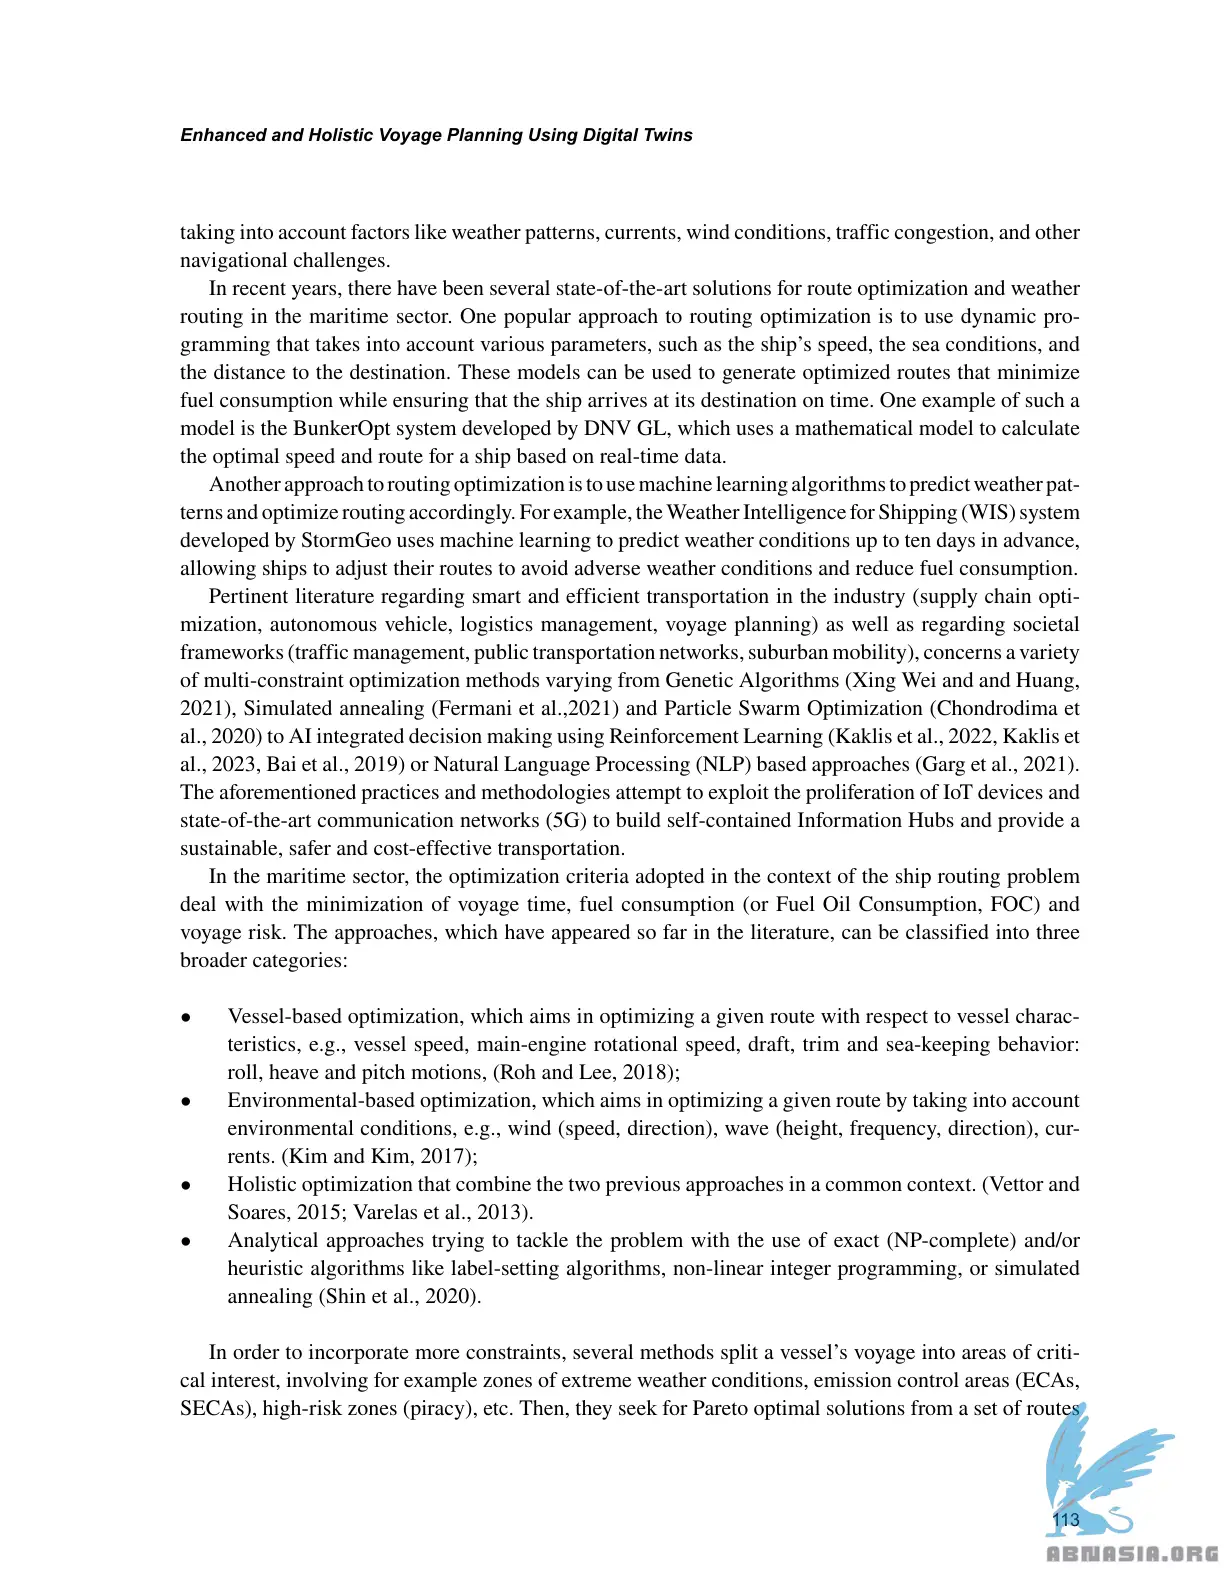 Enhanced and Holistic Voyage Planning Using Digital Twins
taking into account factors like weather patterns, currents, wind conditions, traffic congestion, and other
navigational challenges.
In recent years, there have been several state-of-the-art solutions for route optimization and weather
routing in the maritime sector. One popular approach to routing optimization is to use dynamic pro-
gramming that takes into account various parameters, such as the ship's speed, the sea conditions, and
the distance to the destination. These models can be used to generate optimized routes that minimize
fuel consumption while ensuring that the ship arrives at its destination on time. One example of such a
model is the BunkerOpt system developed by DNV GL, which uses a mathematical model to calculate
the optimal speed and route for a ship based on real-time data.
Another approach to routing optimization is to use machine learning algorithms to predict weather pat-
terns and optimize routing accordingly. For example, the Weather Intelligence for Shipping (WIS) system
developed by StormGeo uses machine learning to predict weather conditions up to ten days in advance,
allowing ships to adjust their routes to avoid adverse weather conditions and reduce fuel consumption.
Pertinent literature regarding smart and efficient transportation in the industry (supply chain opti-
mization, autonomous vehicle, logistics management, voyage planning) as well as regarding societal
frameworks (traffic management, public transportation networks, suburban mobility), concerns a variety
of multi-constraint optimization methods varying from Genetic Algorithms (Xing Wei and and Huang,
2021), Simulated annealing (Fermani et al.,2021) and Particle Swarm Optimization (Chondrodima et
al., 2020) to AI integrated decision making using Reinforcement Learning (Kaklis et al., 2022, Kaklis et
al., 2023, Bai et al., 2019) or Natural Language Processing (NLP) based approaches (Garg et al., 2021).
The aforementioned practices and methodologies attempt to exploit the proliferation of IoT devices and
state-of-the-art communication networks (5G) to build self-contained Information Hubs and provide a
sustainable, safer and cost-effective transportation.
In the maritime sector, the optimization criteria adopted in the context of the ship routing problem
deal with the minimization of voyage time, fuel consumption (or Fuel Oil Consumption, FOC) and
voyage risk. The approaches, which have appeared so far in the literature, can be classified into three
broader categories:
● Vessel-based optimization, which aims in optimizing a given route with respect to vessel charac-
teristics, e.g., vessel speed, main-engine rotational speed, draft, trim and sea-keeping behavior:
roll, heave and pitch motions, (Roh and Lee, 2018);
● Environmental-based optimization, which aims in optimizing a given route by taking into account
environmental conditions, e.g., wind (speed, direction), wave (height, frequency, direction), cur-
rents. (Kim and Kim, 2017);
● Holistic optimization that combine the two previous approaches in a common context. (Vettor and
Soares, 2015; Varelas et al., 2013).
● Analytical approaches trying to tackle the problem with the use of exact (NP-complete) and/or
heuristic algorithms like label-setting algorithms, non-linear integer programming, or simulated
annealing (Shin et al., 2020).
In order to incorporate more constraints, several methods split a vessel's voyage into areas of criti-
cal interest, involving for example zones of extreme weather conditions, emission control areas (ECAs,
SECAs), high-risk zones (piracy), etc. Then, they seek for Pareto optimal solutions from a set of routes
113
ABNASIA.ORG